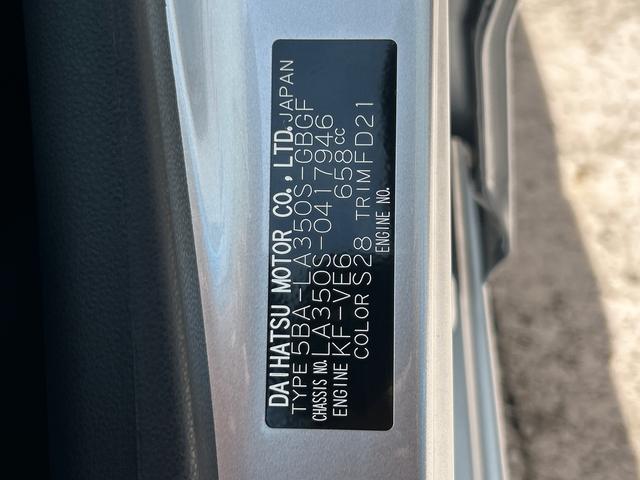 DAIHATSU MOTOR CO., LTD. JAPAN
TYPE 5BA-LA350S-GBGF
CHASSIS NO. LA350S-0417946
ENGINE KF-VE6 658cc
COLOR S28 TRIM FD21
ENGINE NO.